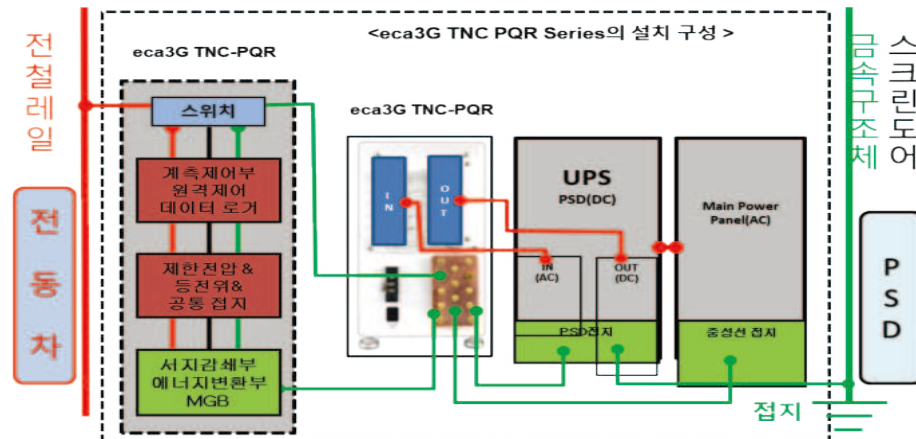 <eca3G TNC PQR Series의 설치 구성 >
전철레일
전동차
eca3G TNC-PQR
스위치
계측제어부
원격제어
데이터 로거
제한전압 &
등전위&
공통 접지
서지감쇄부
에너지변환부
MGB
eca3G TNC-PQR
IN
OUT
UPS
PSD(DC)
IN
(AC)
OUT
(DC)
PSD접지
Main Power
Panel(AC)
중성선 접지
접지
금속구조체
스크린도어
PSD